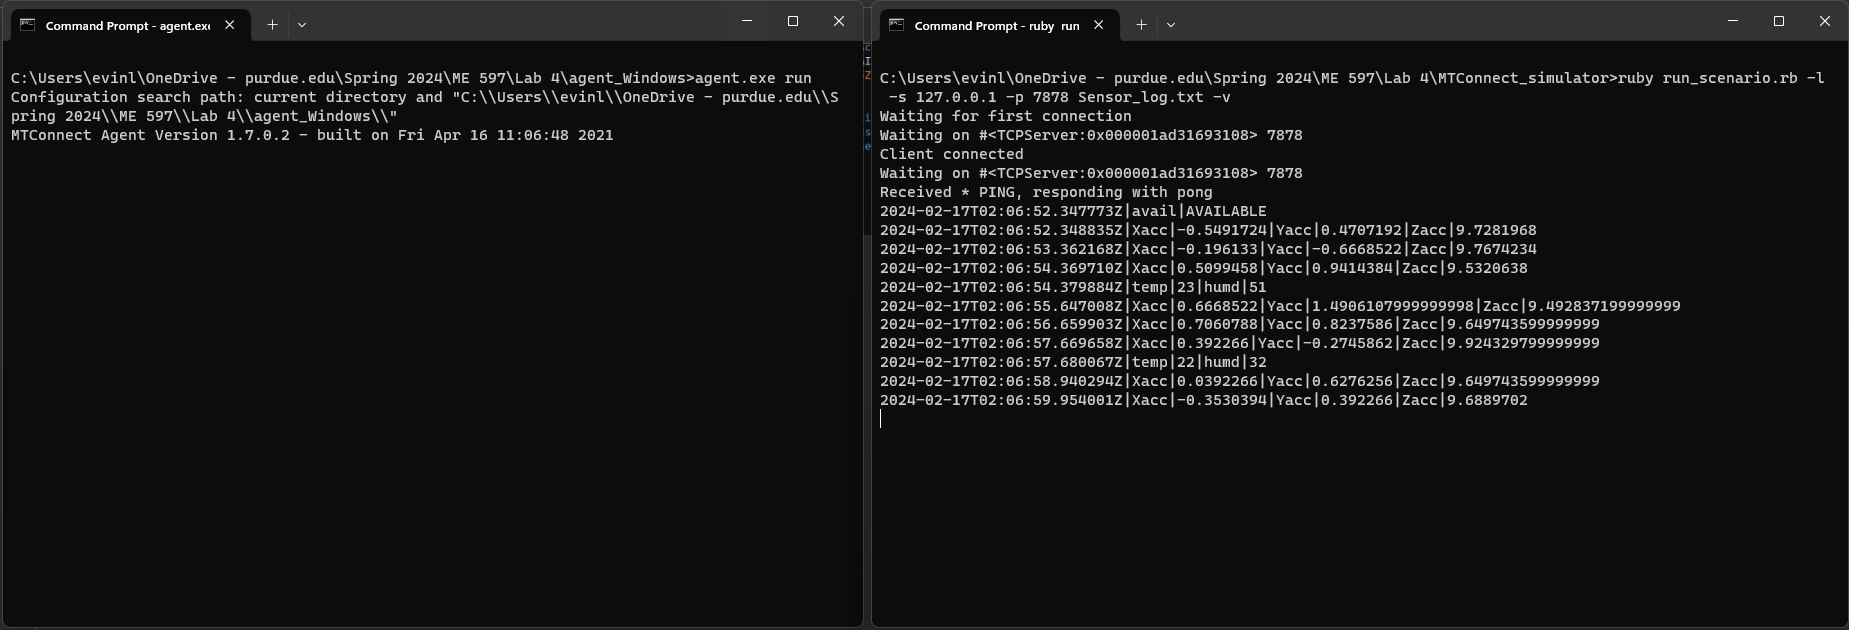 Command Prompt - agent.exe
C:\Users\evinl\OneDrive - purdue.edu\Spring 2024\ME 597\Lab 4\agent_Windows>agent.exe run
Configuration search path: current directory and "C:\\Users\\evinl\\OneDrive - purdue.edu\\S
pring 2024\\ME 597\\Lab 4\\agent_Windows\\"
MTConnect Agent Version 1.7.0.2 - built on Fri Apr 16 11:06:48 2021
Command Prompt - ruby run
C:\Users\evinl\OneDrive - purdue.edu\Spring 2024\ME 597\Lab 4\MTConnect_simulator>ruby run_scenario.rb -l
-s 127.0.0.1 -p 7878 Sensor_log.txt -v
Waiting for first connection
Waiting on #<TCPServer:0x000001ad31693108> 7878
Client connected
Waiting on #<TCPServer:0x000001ad31693108> 7878
Received * PING, responding with pong
2024-02-17T02:06:52.347773Z|avail|AVAILABLE
2024-02-17T02:06:52.348835Z|Xacc|-0.5491724|Yacc|0.4707192|Zacc|9.7281968
2024-02-17T02:06:53.362168Z|Xacc|-0.196133|Yacc|-0.6668522|Zacc|9.7674234
2024-02-17T02:06:54.369710Z|Xacc|0.5099458|Yacc|0.9414384|Zacc|9.5320638
2024-02-17T02:06:54.379884Z|temp|23|humd|51
2024-02-17T02:06:55.647008Z|Xacc|0.6668522|Yacc|1.4906107999999998|Zacc|9.492837199999999
2024-02-17T02:06:56.659903Z|Xacc|0.7060788|Yacc|0.8237586|Zacc|9.649743599999999
2024-02-17T02:06:57.669658Z|Xacc|0.392266|Yacc|-0.2745862|Zacc|9.924329799999999
2024-02-17T02:06:57.680067Z|temp|22|humd|32
2024-02-17T02:06:58.940294Z|Xacc|0.0392266|Yacc|0.6276256|Zacc|9.649743599999999
2024-02-17T02:06:59.954001Z|Xacc|-0.3530394|Yacc|0.392266|Zacc|9.6889702